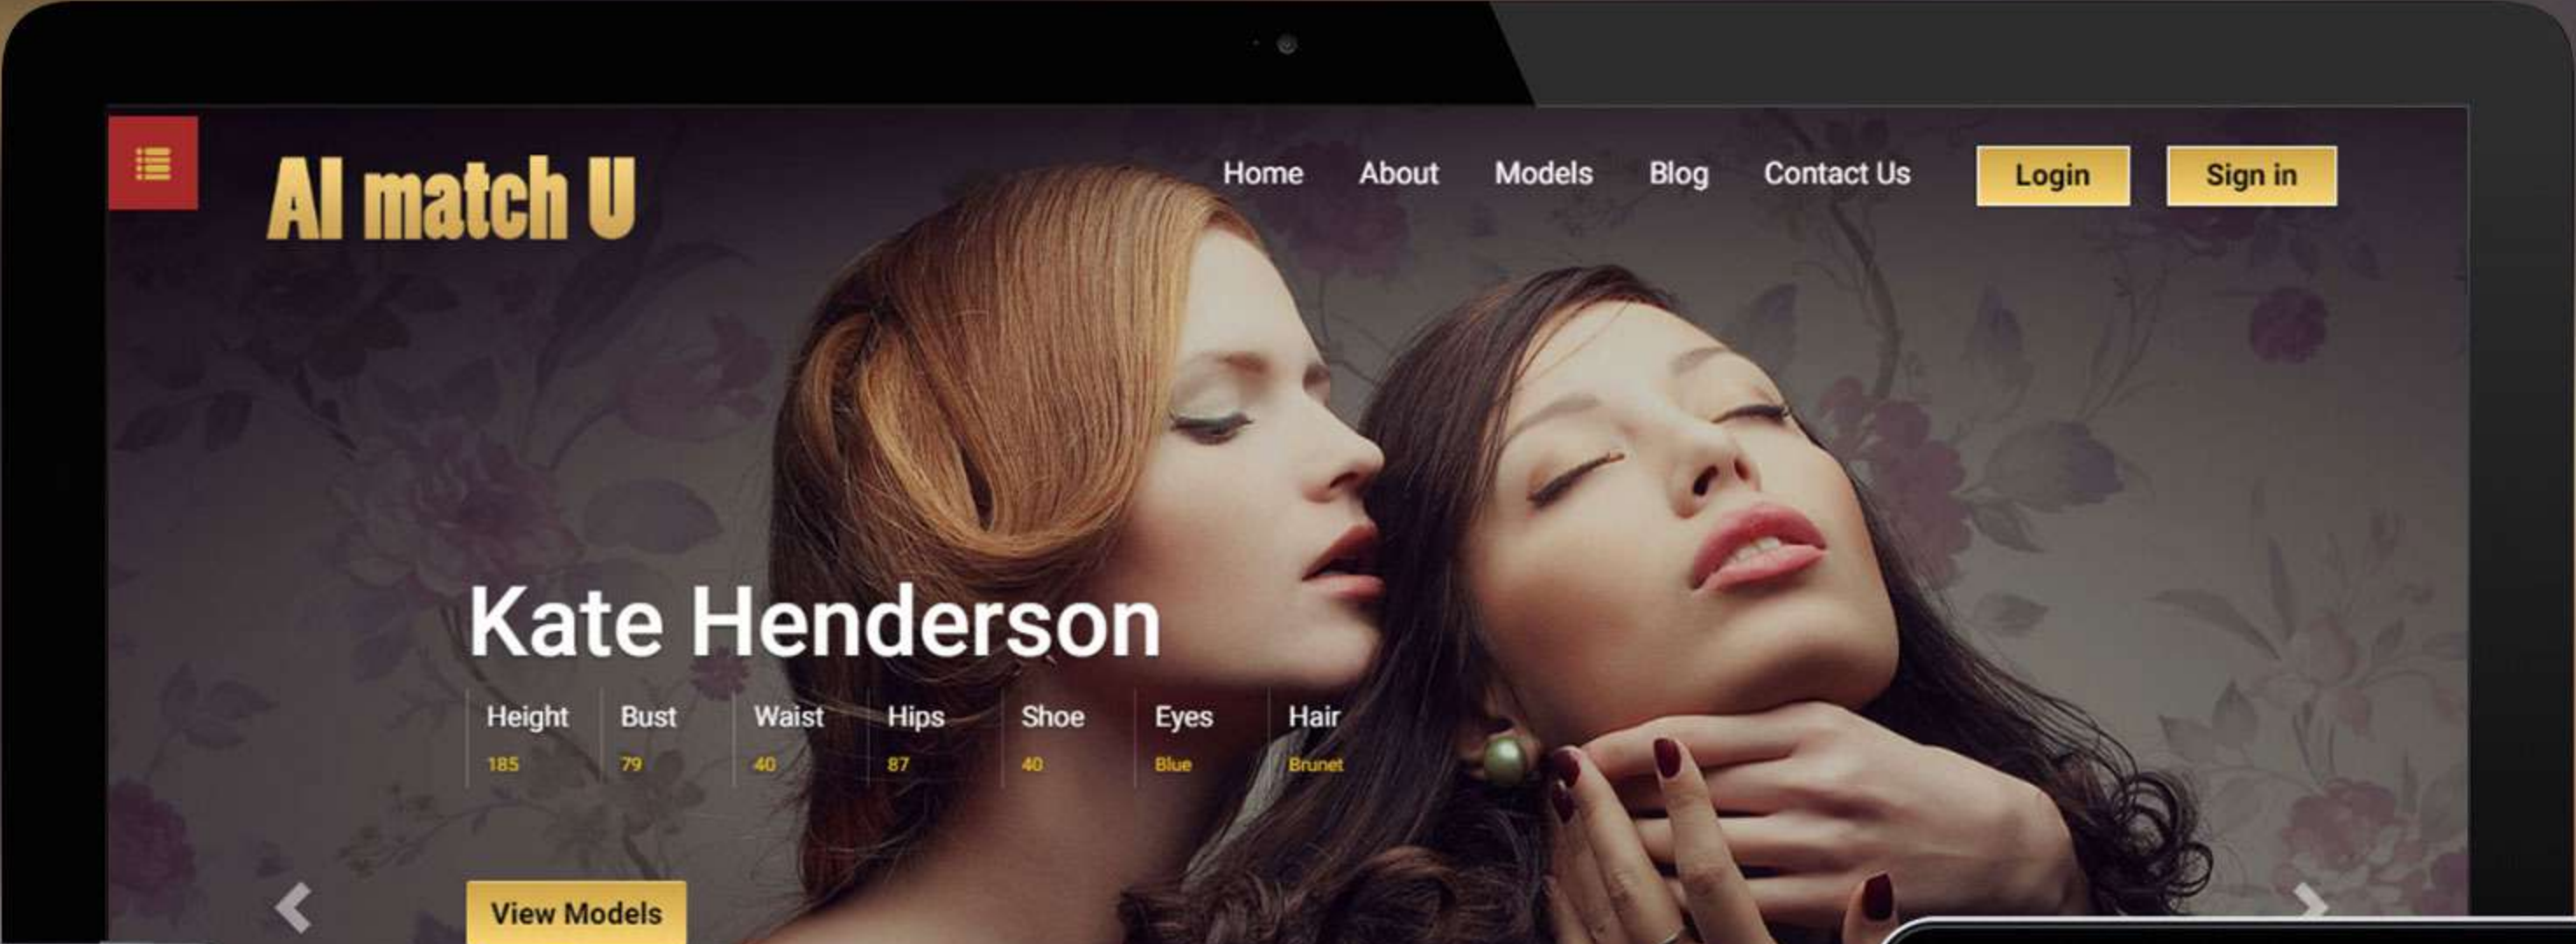 AI match U
Home About Models Blog Contact Us Login Sign in
Kate Henderson
Height Bust Waist Hips Shoe Eyes Hair
185 79 40 87 40 Blue Brunet
View Models